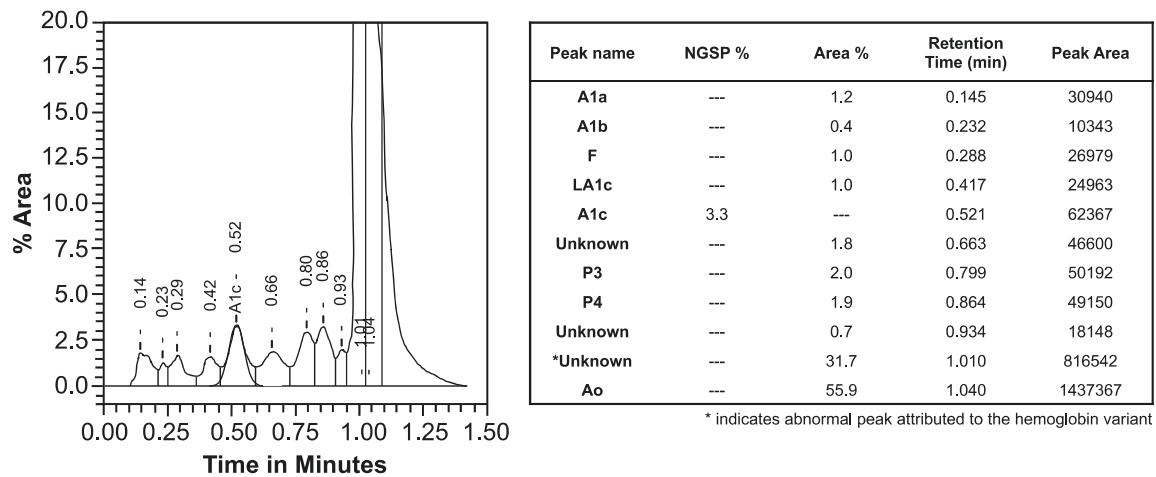 20.0
17.5
15.0
12.5
10.0
7.5
5.0
2.5
0.0
% Area
0.14
0.23
0.29
0.42
A1c - 0.52
0.66
0.80
0.86
0.93
1.01
1.04
0.00 0.25 0.50 0.75 1.00 1.25 1.50
Time in Minutes
Peak name NGSP % Area % Retention Time (min) Peak Area
A1a --- 1.2 0.145 30940
A1b --- 0.4 0.232 10343
F --- 1.0 0.288 26979
LA1c --- 1.0 0.417 24963
A1c 3.3 --- 0.521 62367
Unknown --- 1.8 0.663 46600
P3 --- 2.0 0.799 50192
P4 --- 1.9 0.864 49150
Unknown --- 0.7 0.934 18148
*Unknown --- 31.7 1.010 816542
Ao --- 55.9 1.040 1437367
* indicates abnormal peak attributed to the hemoglobin variant